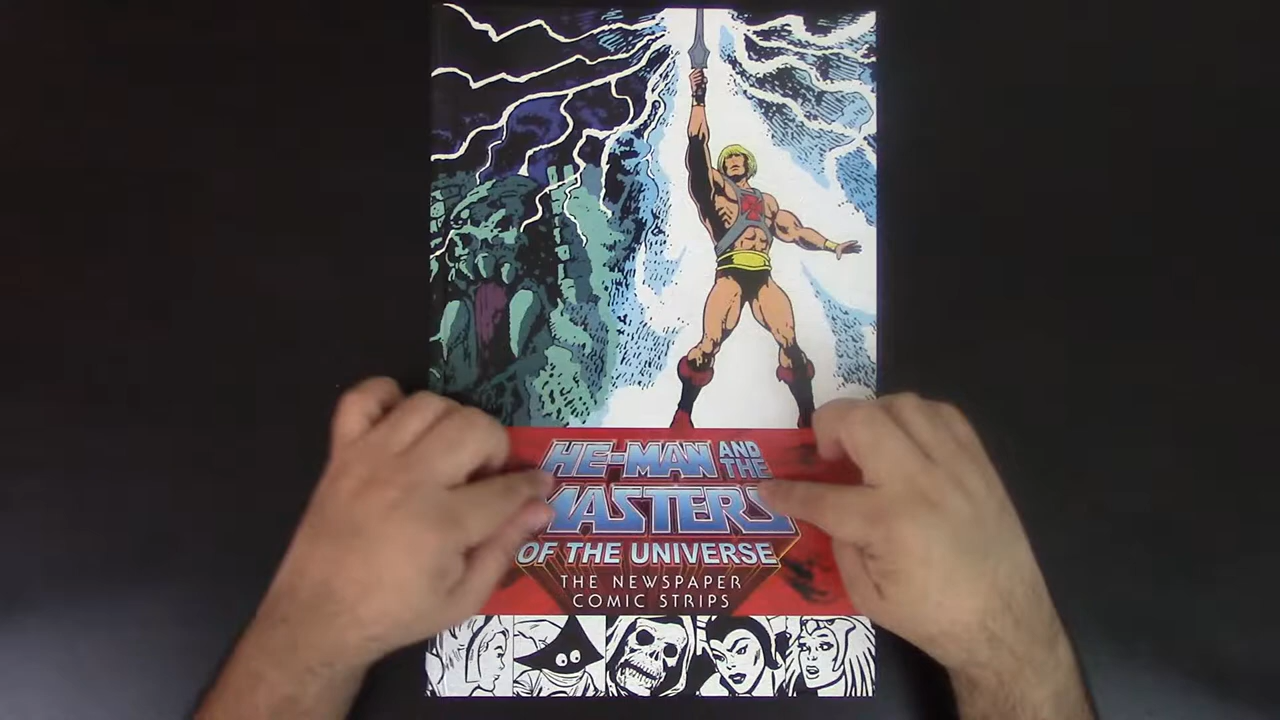 HE-MAN AND
THE
MASTERS
OF THE UNIVERSE
THE NEWSPAPER
COMIC STRIPS